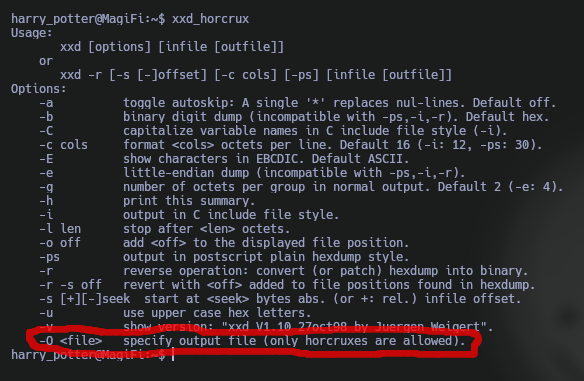 harry_potter@MagiFi:~$ xxd_horcrux
Usage:
xxd [options] [infile [outfile]]
or
xxd -r [-s [-]offset] [-c cols] [-ps] [infile [outfile]]
Options:
-a toggle autoskip: A single '*' replaces nul-lines. Default off.
-b binary digit dump (incompatible with -ps,-i,-r). Default hex.
-C capitalize variable names in C include file style (-i).
-c cols format <cols> octets per line. Default 16 (-i: 12, -ps: 30).
-E show characters in EBCDIC. Default ASCII.
-e little-endian dump (incompatible with -ps,-i,-r).
-g number of octets per group in normal output. Default 2 (-e: 4).
-h print this summary.
-i output in C include file style.
-l len stop after <len> octets.
-o off add <off> to the displayed file position.
-ps output in postscript plain hexdump style.
-r reverse operation: convert (or patch) hexdump into binary.
-r -s off revert with <off> added to file positions found in hexdump.
-s [+][-]seek start at <seek> bytes abs. (or +: rel.) infile offset.
-u use upper case hex letters.
-v show version: "xxd V1.10 27oct98 by Juergen Weigert".
-O <file> specify output file (only horcruxes are allowed).
harry_potter@MagiFi:~$